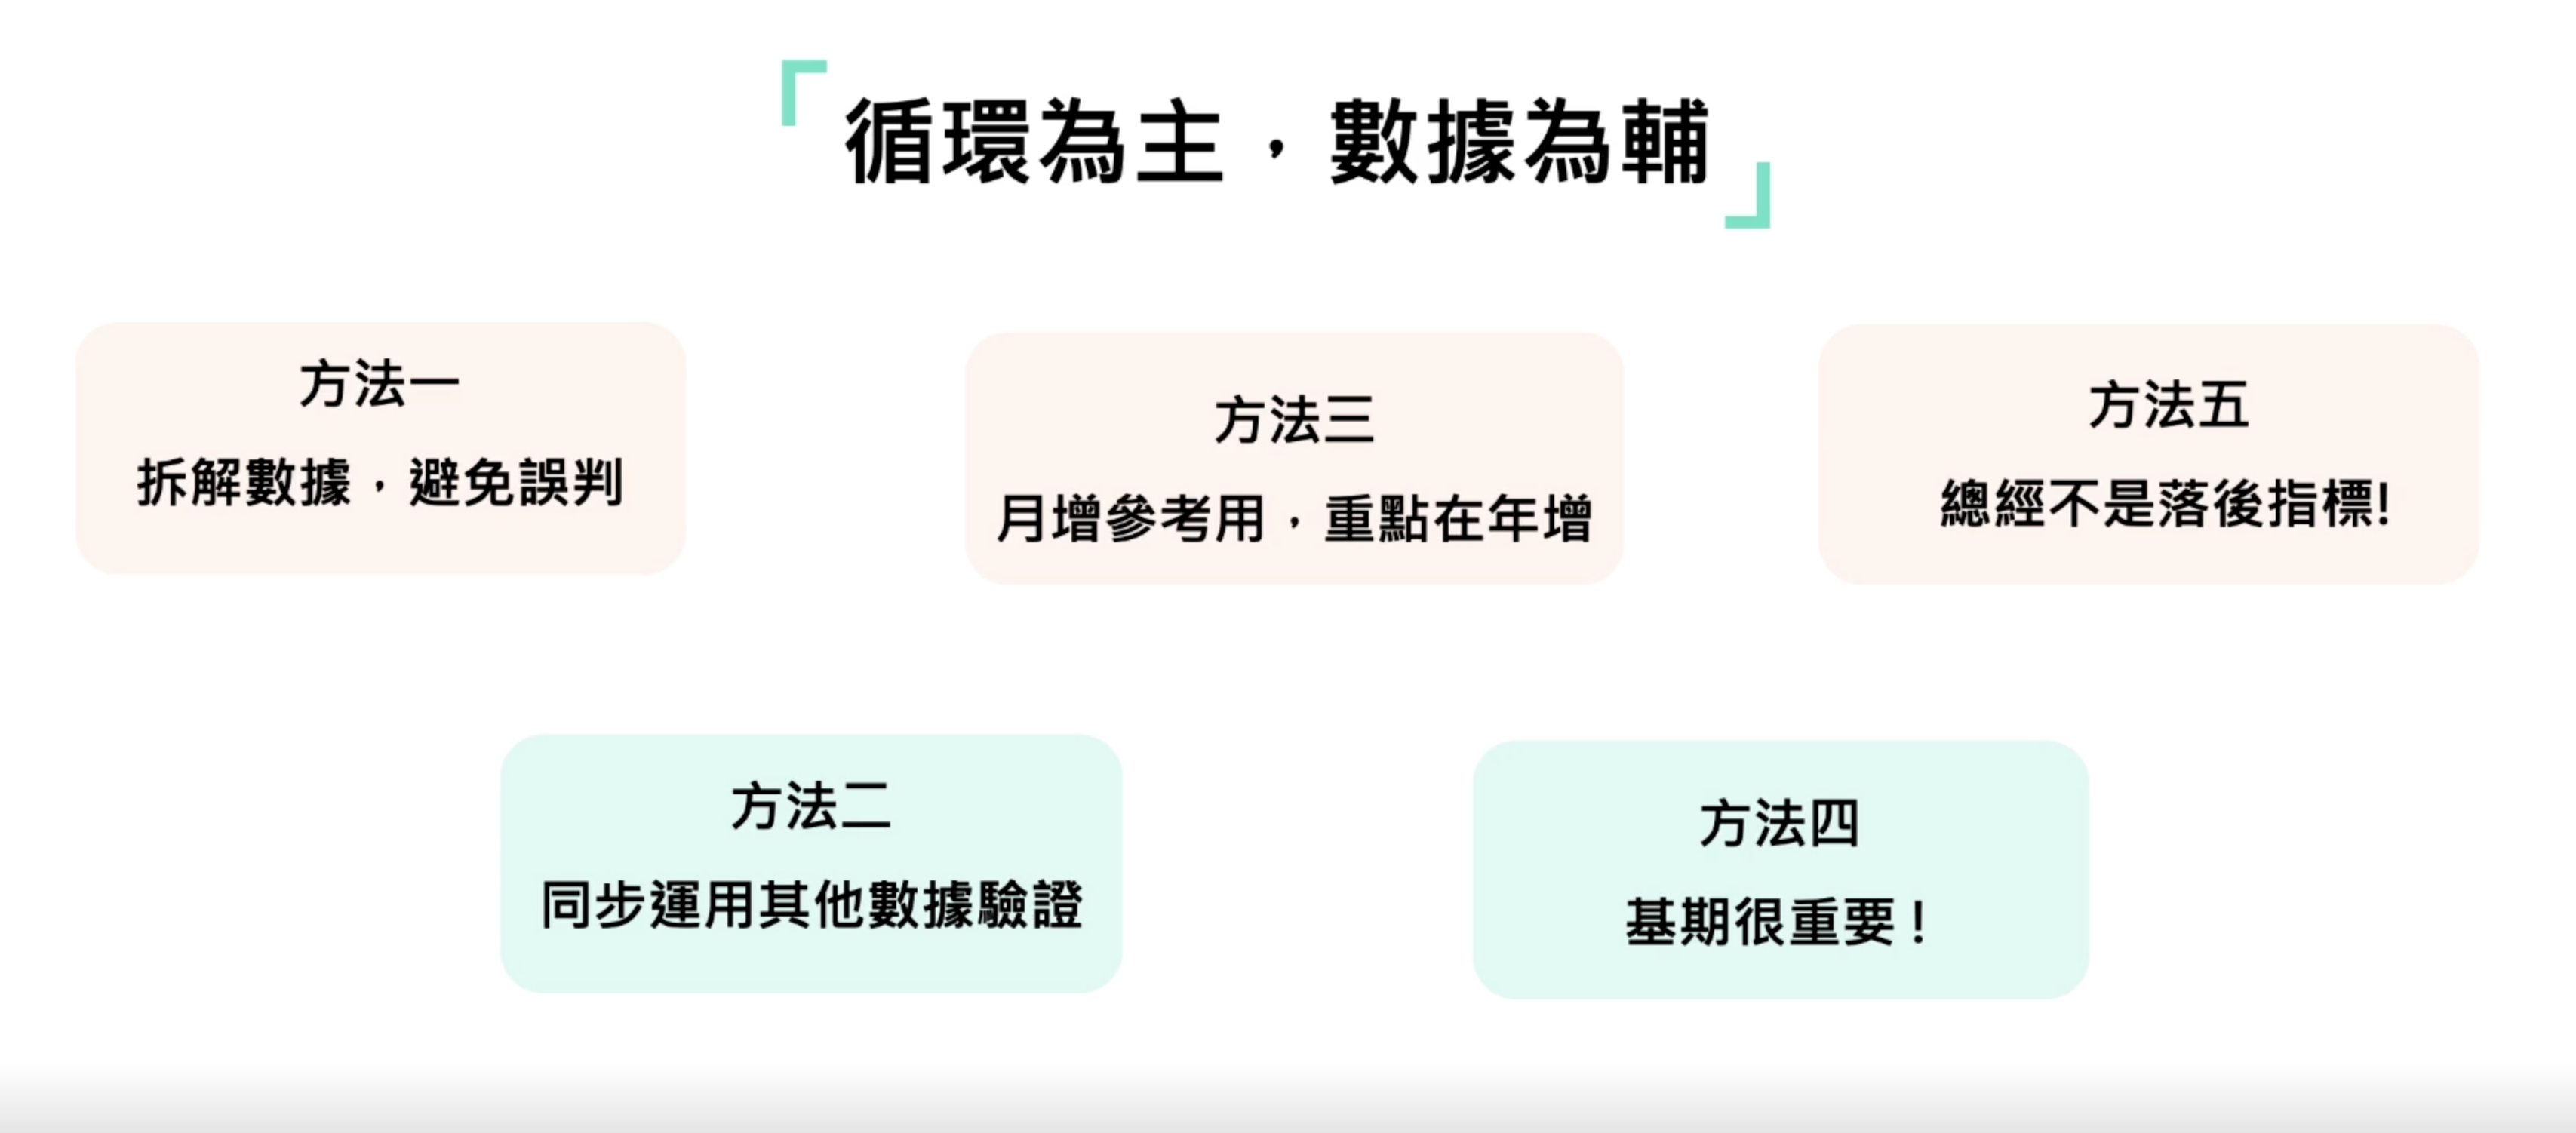 「循環為主，數據為輔」
方法一
拆解數據，避免誤判
方法二
同步運用其他數據驗證
方法三
月增參考用，重點在年增
方法四
基期很重要！
方法五
總經不是落後指標!